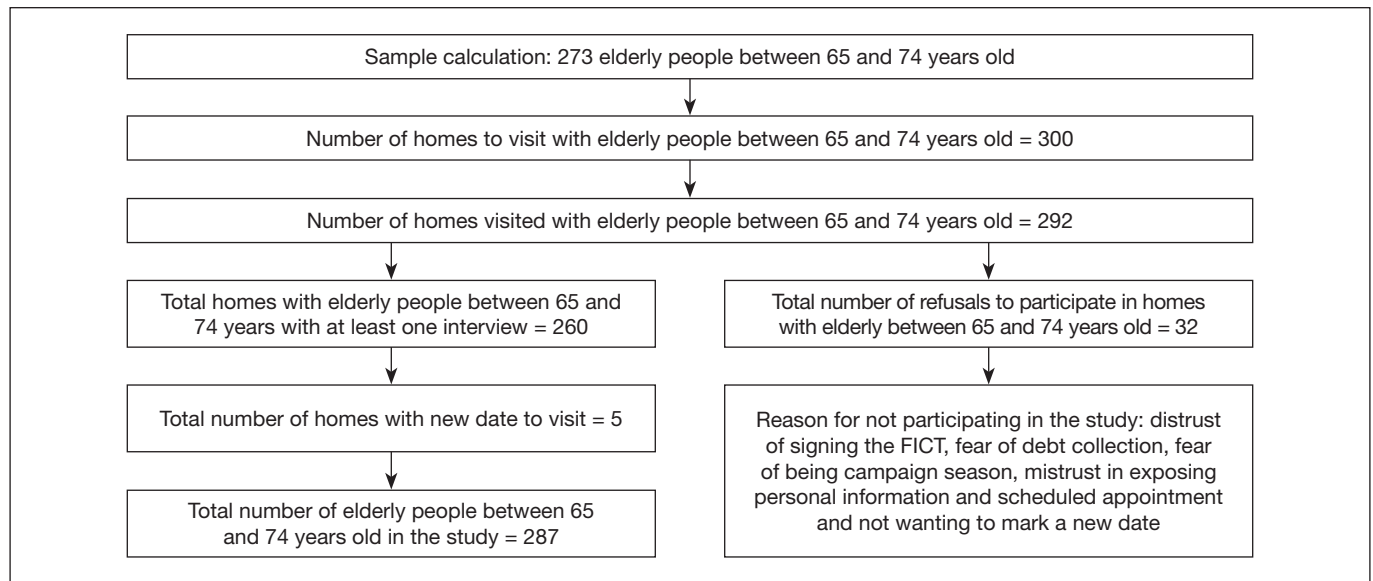 Sample calculation: 273 elderly people between 65 and 74 years old
Number of homes to visit with elderly people between 65 and 74 years old = 300
Number of homes visited with elderly people between 65 and 74 years old = 292
Total homes with elderly people between 65 and
74 years with at least one interview = 260
Total number of homes with new date to visit = 5
Total number of elderly people between 65
and 74 years old in the study = 287
Total number of refusals to participate in homes
with elderly between 65 and 74 years old = 32
Reason for not participating in the study: distrust
of signing the FICT, fear of debt collection, fear
of being campaign season, mistrust in exposing
personal information and scheduled appointment
and not wanting to mark a new date